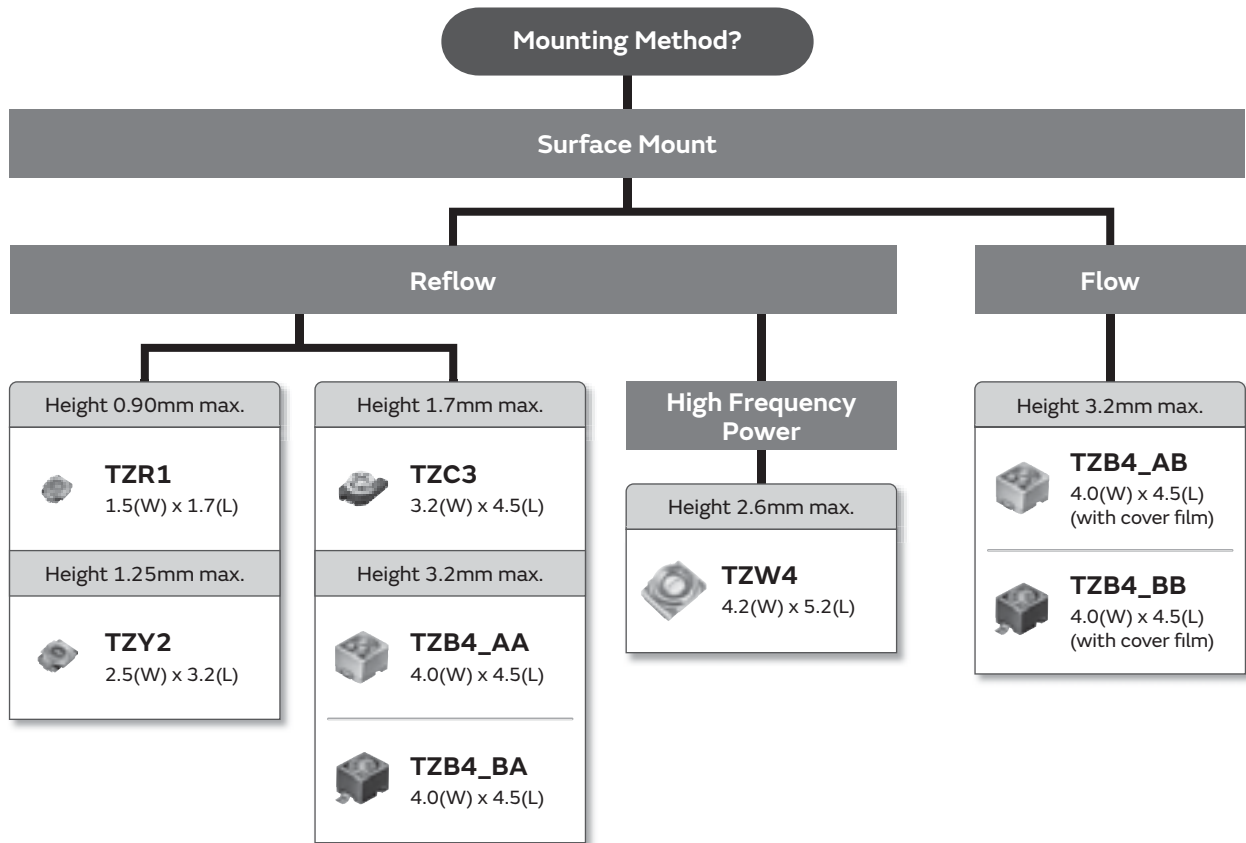 Mounting Method?
Surface Mount
Reflow
Flow
Height 0.90mm max.
TZR1
1.5(W) x 1.7(L)
Height 1.25mm max.
TZY2
2.5(W) x 3.2(L)
Height 1.7mm max.
TZC3
3.2(W) x 4.5(L)
Height 3.2mm max.
TZB4_AA
4.0(W) x 4.5(L)
TZB4_BA
4.0(W) x 4.5(L)
High Frequency
Power
Height 2.6mm max.
TZW4
4.2(W) x 5.2(L)
Height 3.2mm max.
TZB4_AB
4.0(W) x 4.5(L)
(with cover film)
TZB4_BB
4.0(W) x 4.5(L)
(with cover film)